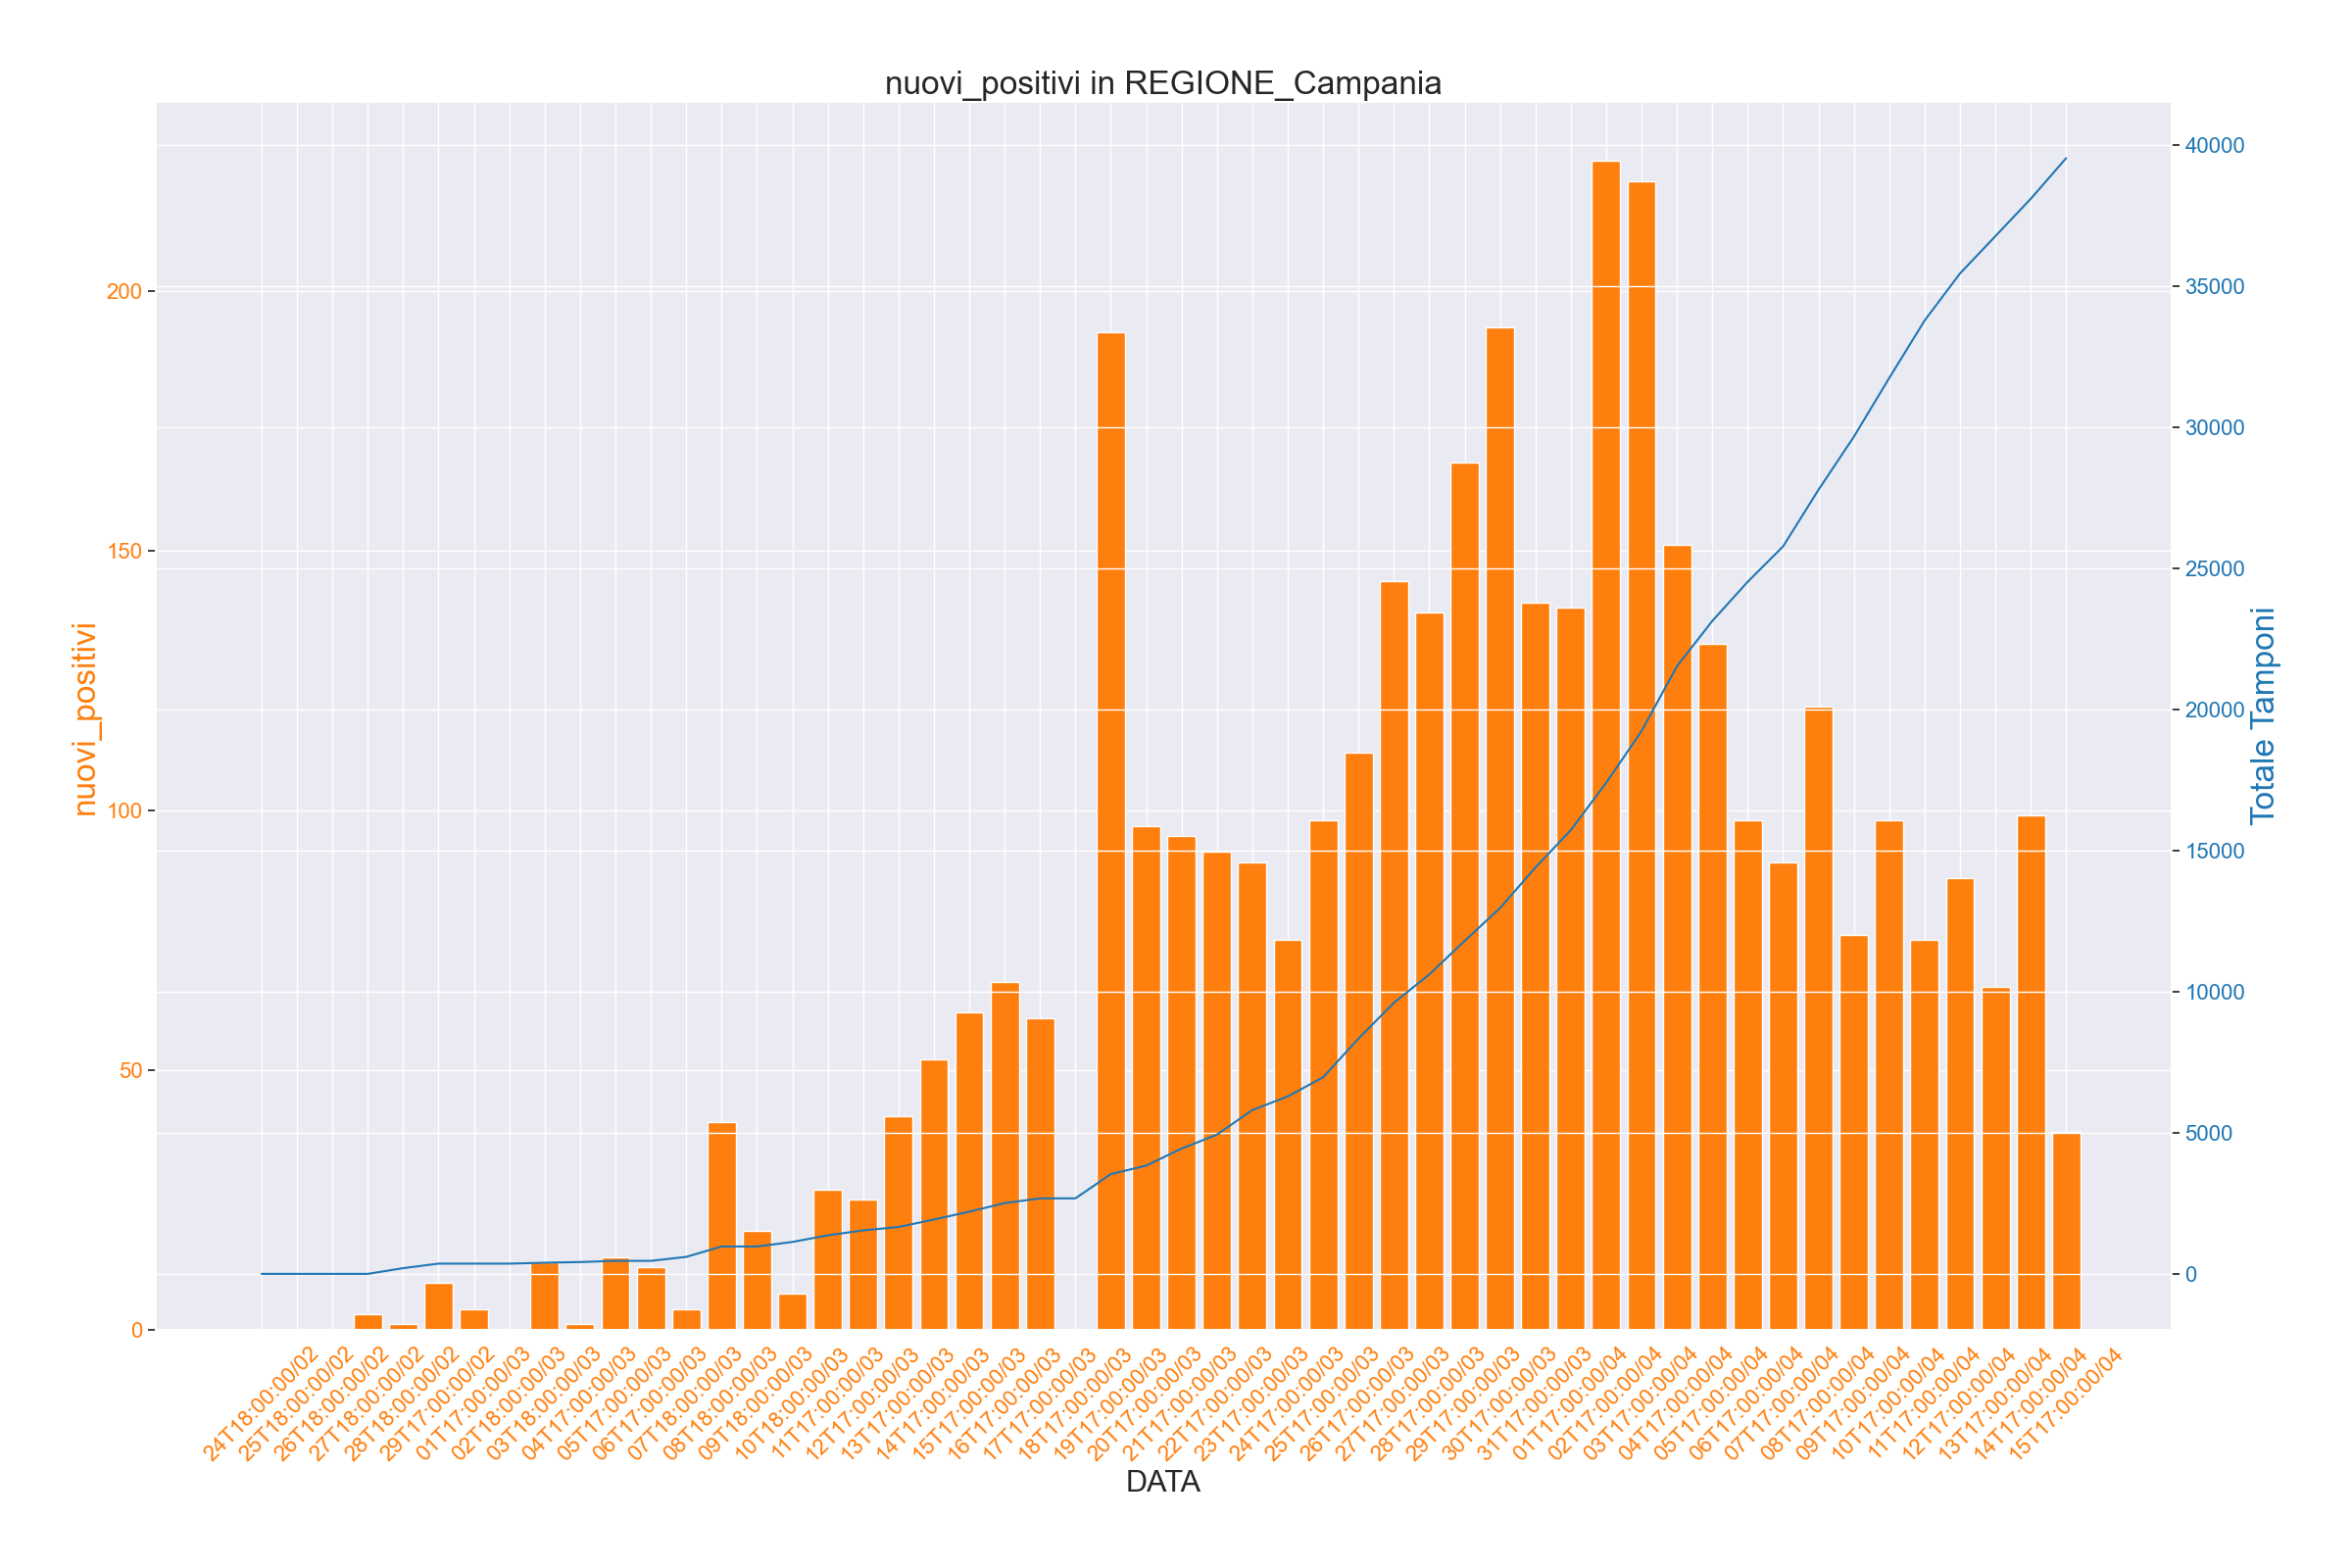 nuovi_positivi in REGIONE_Campania
nuovi_positivi
200
150
100
50
0
Totale Tamponi
40000
35000
30000
25000
20000
15000
10000
5000
0
24T18:00:00/02
25T18:00:00/02
26T18:00:00/02
27T18:00:00/02
28T18:00:00/02
29T17:00:00/02
01T17:00:00/03
02T18:00:00/03
03T18:00:00/03
04T17:00:00/03
05T17:00:00/03
06T17:00:00/03
07T18:00:00/03
08T18:00:00/03
09T18:00:00/03
10T18:00:00/03
11T17:00:00/03
12T17:00:00/03
13T17:00:00/03
14T17:00:00/03
15T17:00:00/03
16T17:00:00/03
17T17:00:00/03
18T17:00:00/03
19T17:00:00/03
20T17:00:00/03
21T17:00:00/03
22T17:00:00/03
23T17:00:00/03
24T17:00:00/03
25T17:00:00/03
26T17:00:00/03
27T17:00:00/03
28T17:00:00/03
29T17:00:00/03
30T17:00:00/03
31T17:00:00/03
01T17:00:00/04
02T17:00:00/04
03T17:00:00/04
04T17:00:00/04
05T17:00:00/04
06T17:00:00/04
07T17:00:00/04
08T17:00:00/04
09T17:00:00/04
10T17:00:00/04
11T17:00:00/04
12T17:00:00/04
13T17:00:00/04
14T17:00:00/04
15T17:00:00/04
DATA